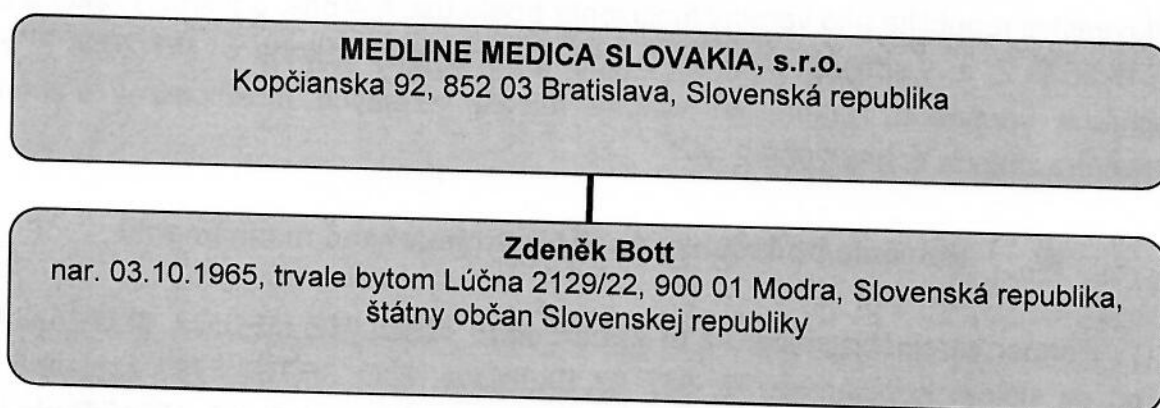 MEDLINE MEDICA SLOVAKIA, s.r.o.
Kopčianska 92, 852 03 Bratislava, Slovenská republika
Zdeněk Bott
nar. 03.10.1965, trvale bytom Lúčna 2129/22, 900 01 Modra, Slovenská republika,
štátny občan Slovenskej republiky